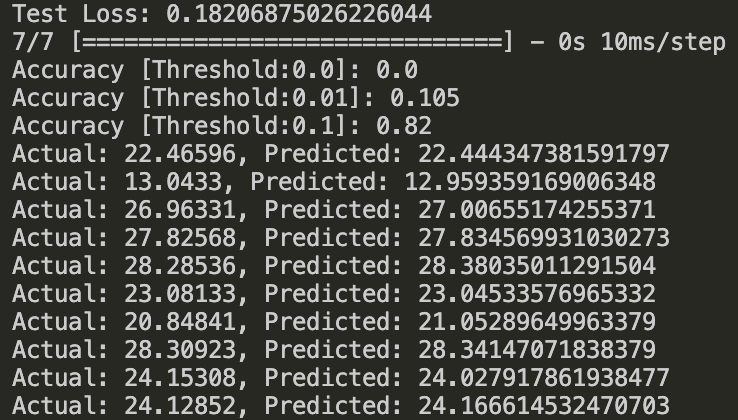 Test Loss: 0.18206875026226044
7/7 [==============================] - 0s 10ms/step
Accuracy [Threshold:0.0]: 0.0
Accuracy [Threshold:0.01]: 0.105
Accuracy [Threshold:0.1]: 0.82
Actual: 22.46596, Predicted: 22.444347381591797
Actual: 13.0433, Predicted: 12.959359169006348
Actual: 26.96331, Predicted: 27.00655174255371
Actual: 27.82568, Predicted: 27.834569931030273
Actual: 28.28536, Predicted: 28.38035011291504
Actual: 23.08133, Predicted: 23.04533576965332
Actual: 20.84841, Predicted: 21.05289649963379
Actual: 28.30923, Predicted: 28.34147071838379
Actual: 24.15308, Predicted: 24.027917861938477
Actual: 24.12852, Predicted: 24.166614532470703